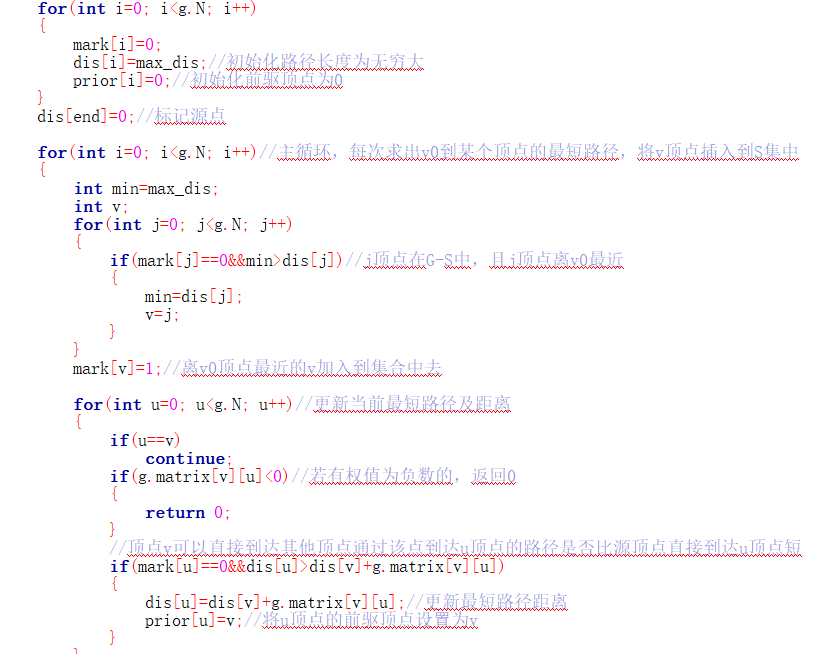 for(int i=0; i<g.N; i++)
{
mark[i]=0;
dis[i]=max_dis;//初始化路径长度为无穷大
prior[i]=0;//初始化前驱顶点为0
}
dis[end]=0;//标记源点
for(int i=0; i<g.N; i++)//主循环，每次求出v0到某个顶点的最短路径，将v顶点插入到S集中
{
int min=max_dis;
int v;
for(int j=0; j<g.N; j++)
{
if(mark[j]==0&&min>dis[j])//j顶点在G-S中，且j顶点离v0最近
{
min=dis[j];
v=j;
}
}
mark[v]=1;//离v0顶点最近的v加入到集合中去
for(int u=0; u<g.N; u++)//更新当前最短路径及距离
{
if(u==v)
continue;
if(g.matrix[v][u]<0)//若有权值为负数的，返回0
{
return 0;
}
//顶点v可以直接到达其他顶点通过该点到达u顶点的路径是否比源顶点直接到达u顶点短
if(mark[u]==0&&dis[u]>dis[v]+g.matrix[v][u])
{
dis[u]=dis[v]+g.matrix[v][u];//更新最短路径距离
prior[u]=v;//将u顶点的前驱顶点设置为v
}
}